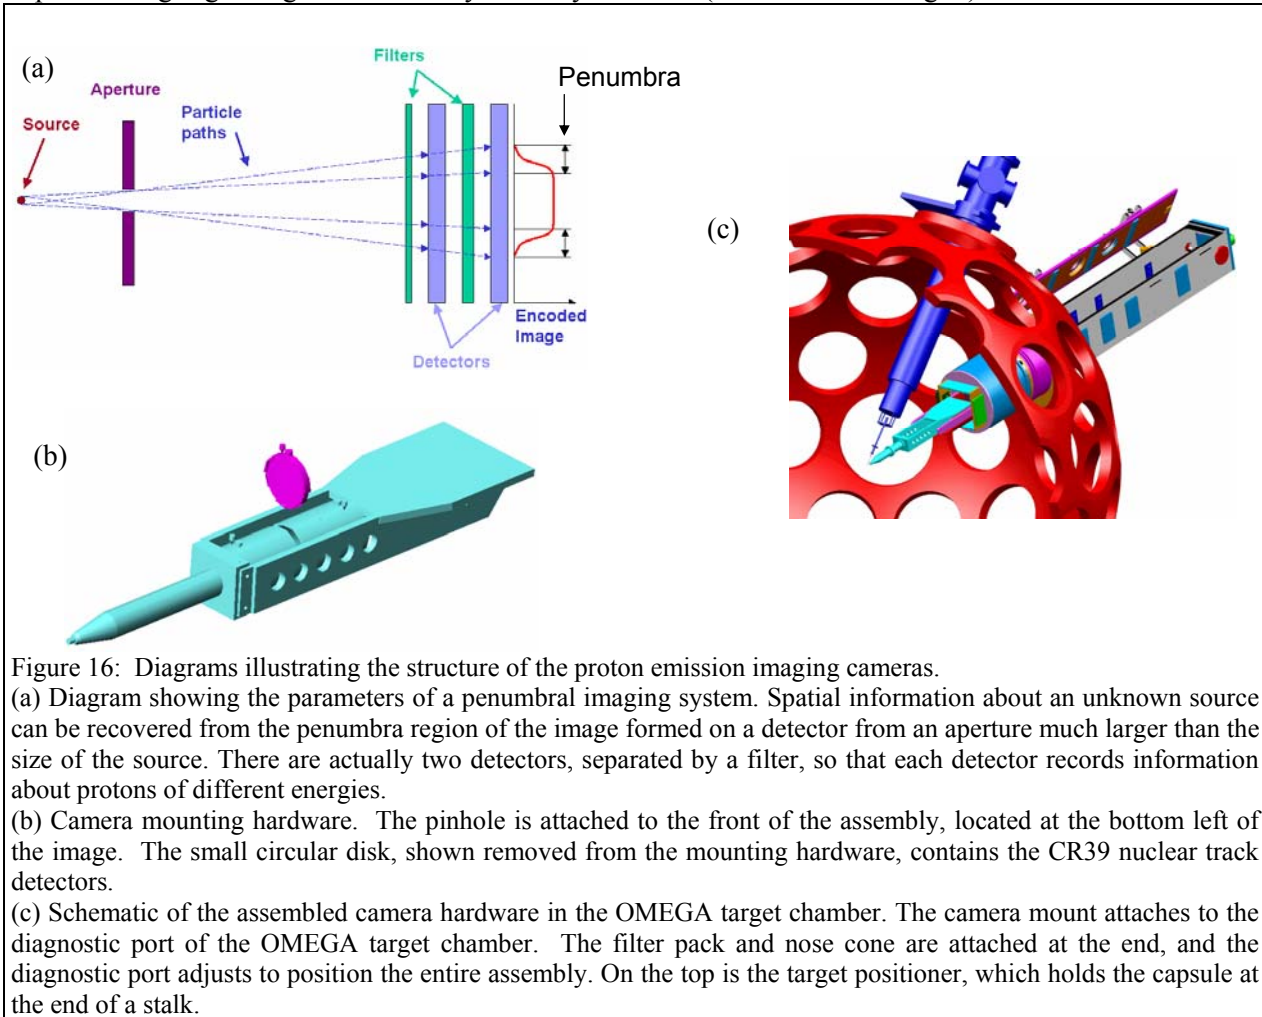 (a)
Filters
Penumbra
Aperture
Particle
paths
Source
(c)
Encoded
Image
Detectors
(b)
Figure 16:  Diagrams illustrating the structure of the proton emission imaging cameras.
(a) Diagram showing the parameters of a penumbral imaging system. Spatial information about an unknown source
can be recovered from the penumbra region of the image formed on a detector from an aperture much larger than the
size of the source. There are actually two detectors, separated by a filter, so that each detector records information
about protons of different energies.
(b) Camera mounting hardware.  The pinhole is attached to the front of the assembly, located at the bottom left of
the image.  The small circular disk, shown removed from the mounting hardware, contains the CR39 nuclear track
detectors.
(c) Schematic of the assembled camera hardware in the OMEGA target chamber. The camera mount attaches to the
diagnostic port of the OMEGA target chamber.  The filter pack and nose cone are attached at the end, and the
diagnostic port adjusts to position the entire assembly. On the top is the target positioner, which holds the capsule at
the end of a stalk.